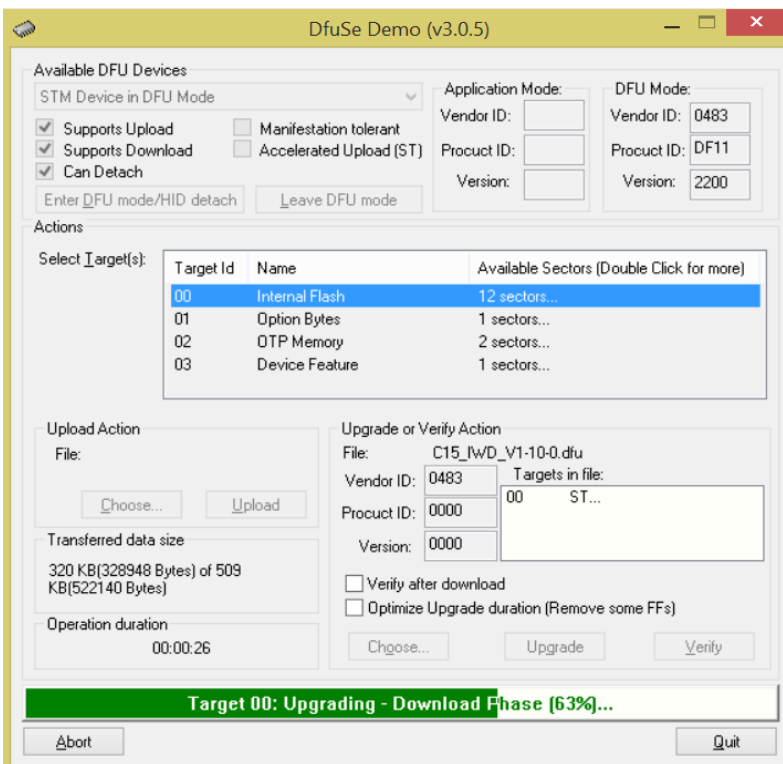 DfuSe Demo (v3.0.5)
Available DFU Devices
STM Device in DFU Mode
Supports Upload
Manifestation tolerant
Supports Download
Accelerated Upload (ST)
Can Detach
Enter DFU mode/HID detach
Leave DFU mode
Application Mode:
Vendor ID:
Procuct ID:
Version:
DFU Mode:
Vendor ID: 0483
Procuct ID: DF11
Version: 2200
Actions
Select Target(s):
Target Id Name Available Sectors (Double Click for more)
00 Internal Flash 12 sectors...
01 Option Bytes 1 sectors...
02 OTP Memory 2 sectors...
03 Device Feature 1 sectors...
Upload Action
File:
Choose... Upload
Transferred data size
320 KB(328948 Bytes) of 509
KB(522140 Bytes)
Operation duration
00:00:26
Upgrade or Verify Action
File: C15_IWD_V1-10-0.dfu
Vendor ID: 0483
Procuct ID: 0000
Version: 0000
Targets in file:
00 ST...
Verify after download
Optimize Upgrade duration (Remove some FFs)
Choose... Upgrade Verify
Target 00: Upgrading - Download Phase (63%)...
Abort Quit